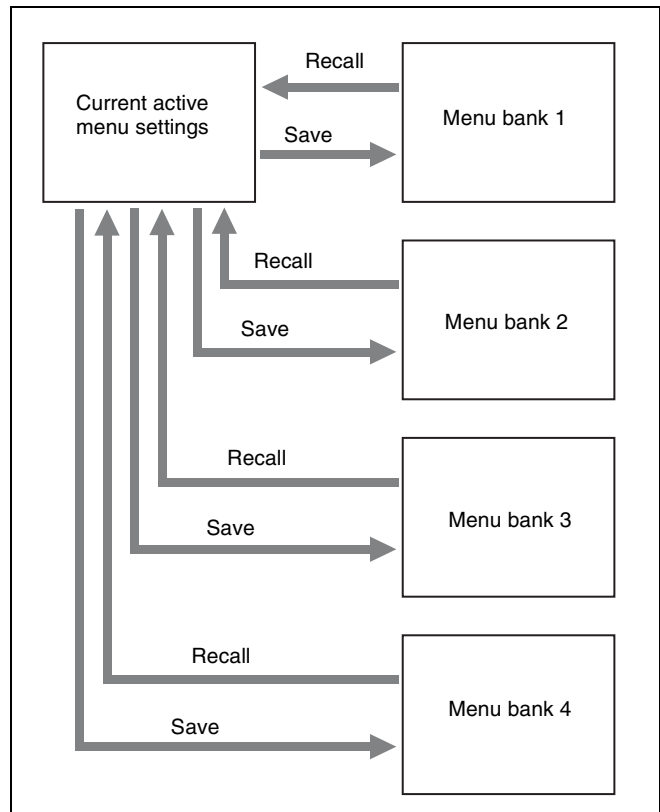 Recall
Current active
menu settings
Menu bank 1
Save
Recall
Menu bank 2
Save
Recall
Menu bank 3
Save
Recall
Menu bank 4
Save